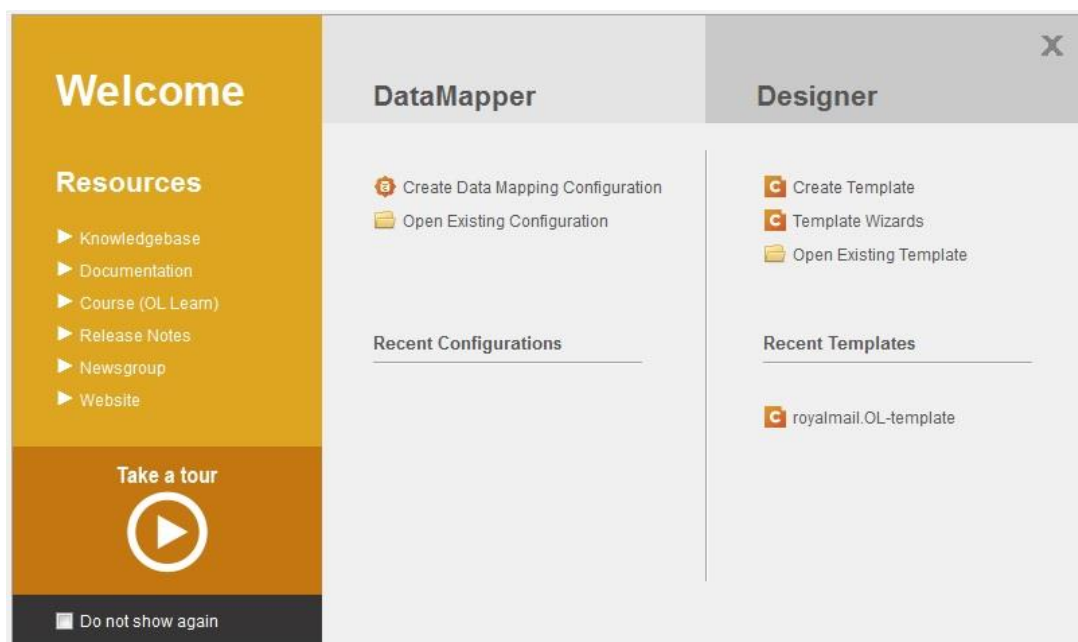 Welcome
Resources
Knowledgebase
Documentation
Course (OL Learn)
Release Notes
Newsgroup
Website
Take a tour
Do not show again
DataMapper
Create Data Mapping Configuration
Open Existing Configuration
Recent Configurations
Designer
Create Template
Template Wizards
Open Existing Template
Recent Templates
royalmail.OL-template